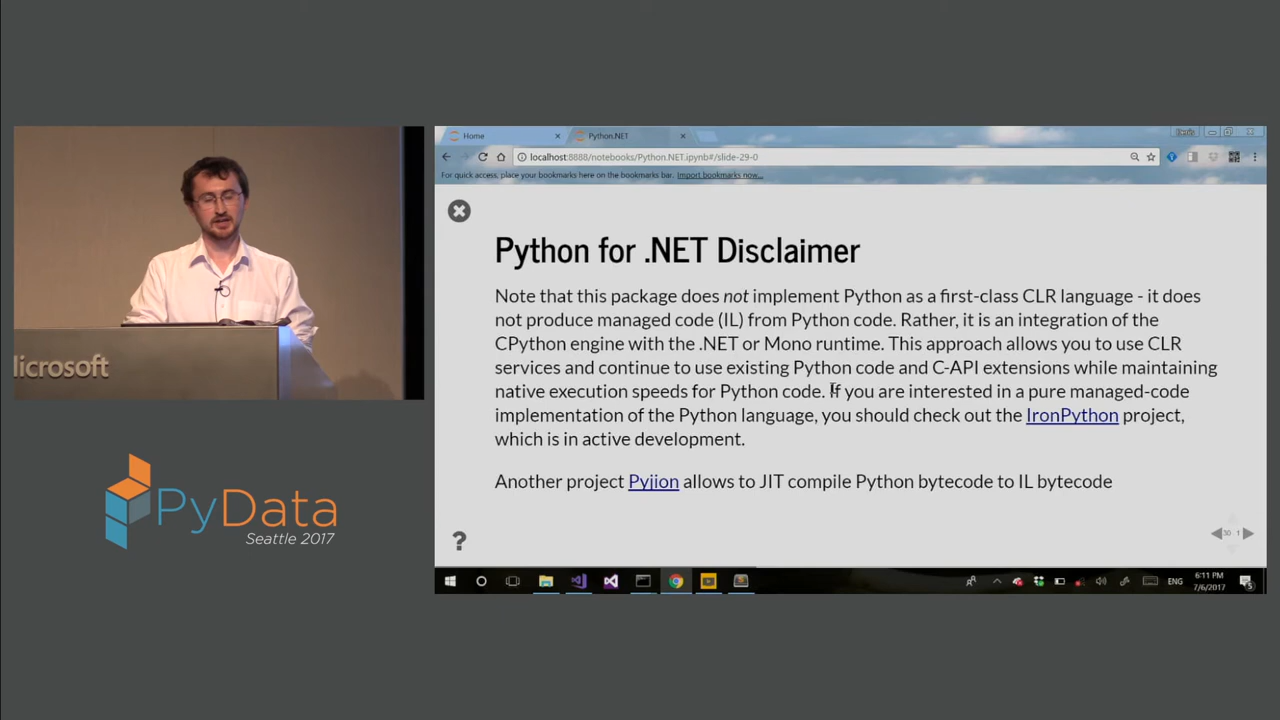 Home
Python.NET
Denis
localhost:8888/notebooks/Python.NET.ipynb#/slide-29-0
For quick access, place your bookmarks here on the bookmarks bar. Import bookmarks now...
Python for .NET Disclaimer
Note that this package does not implement Python as a first-class CLR language - it does
not produce managed code (IL) from Python code. Rather, it is an integration of the
CPython engine with the .NET or Mono runtime. This approach allows you to use CLR
services and continue to use existing Python code and C-API extensions while maintaining
native execution speeds for Python code. If you are interested in a pure managed-code
implementation of the Python language, you should check out the IronPython project,
which is in active development.
Another project Pyjion allows to JIT compile Python bytecode to IL bytecode
?
30 1
ENG
6:11 PM
7/6/2017
5
icrosoft
PyData
Seattle 2017